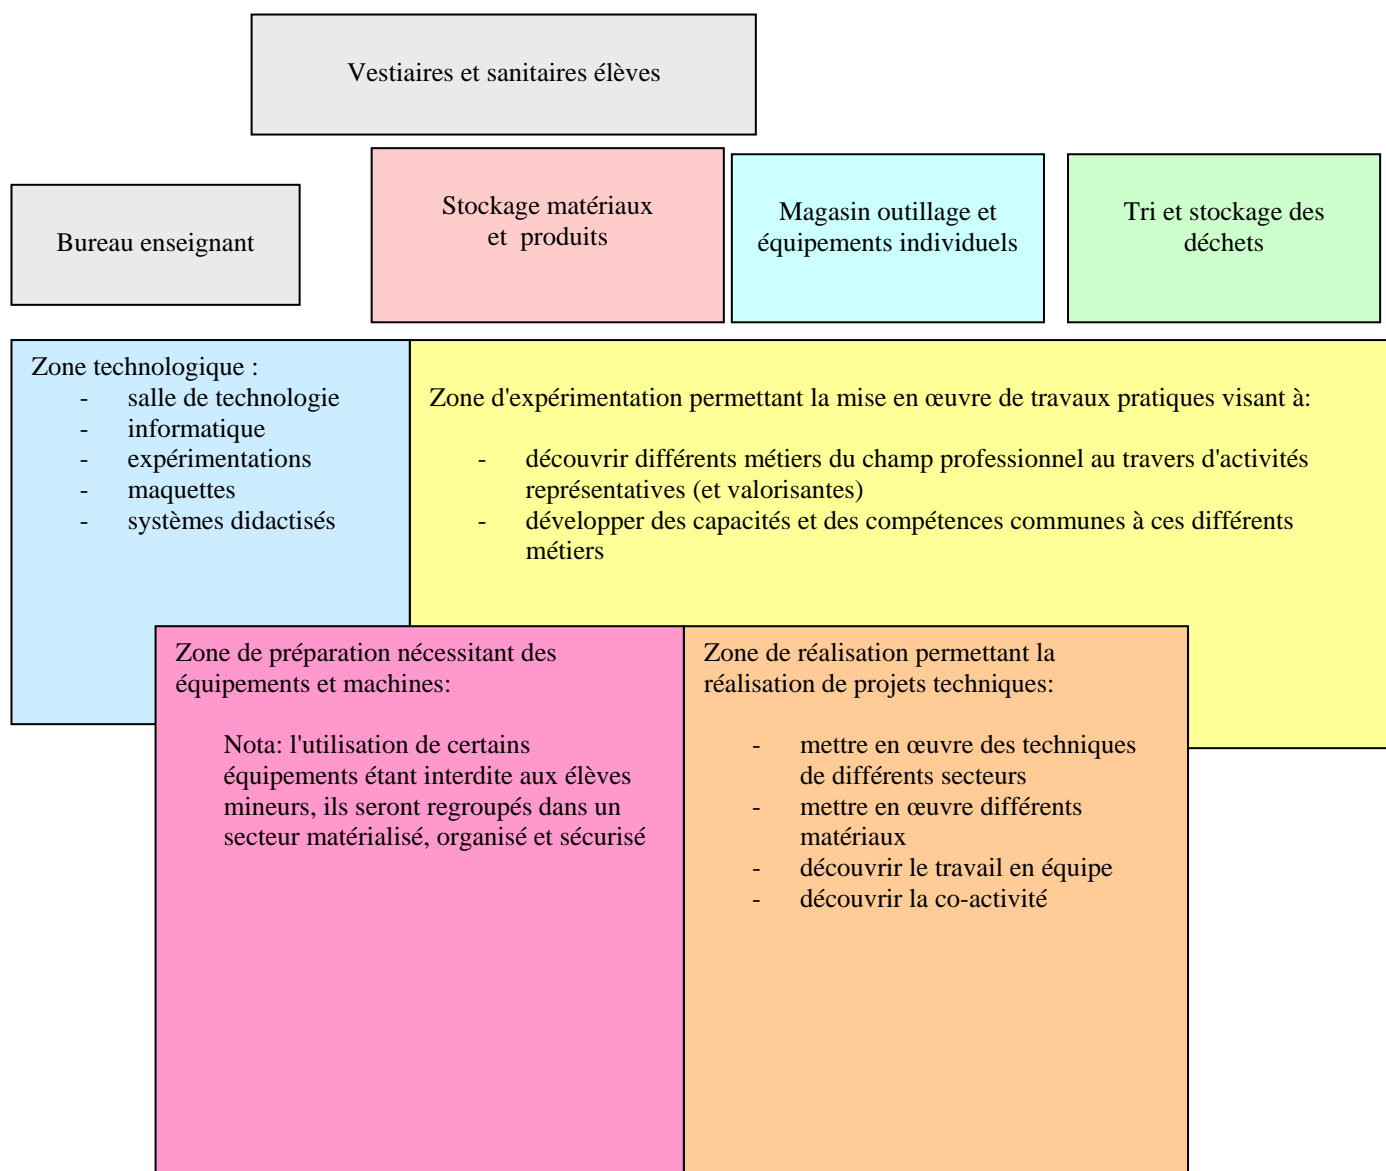 Vestiaires et sanitaires élèves
Bureau enseignant
Stockage matériaux
et  produits
Magasin outillage et
équipements individuels
Tri et stockage des
déchets
Zone technologique :
- salle de technologie
- informatique
- expérimentations
- maquettes
- systèmes didactisés
Zone d'expérimentation permettant la mise en œuvre de travaux pratiques visant à:
- découvrir différents métiers du champ professionnel au travers d'activités
représentatives (et valorisantes)
- développer des capacités et des compétences communes à ces différents
métiers
Zone de préparation nécessitant des
équipements et machines:
Nota: l'utilisation de certains
équipements étant interdite aux élèves
mineurs, ils seront regroupés dans un
secteur matérialisé, organisé et sécurisé
Zone de réalisation permettant la
réalisation de projets techniques:
- mettre en œuvre des techniques
de différents secteurs
- mettre en œuvre différents
matériaux
- découvrir le travail en équipe
- découvrir la co-activité